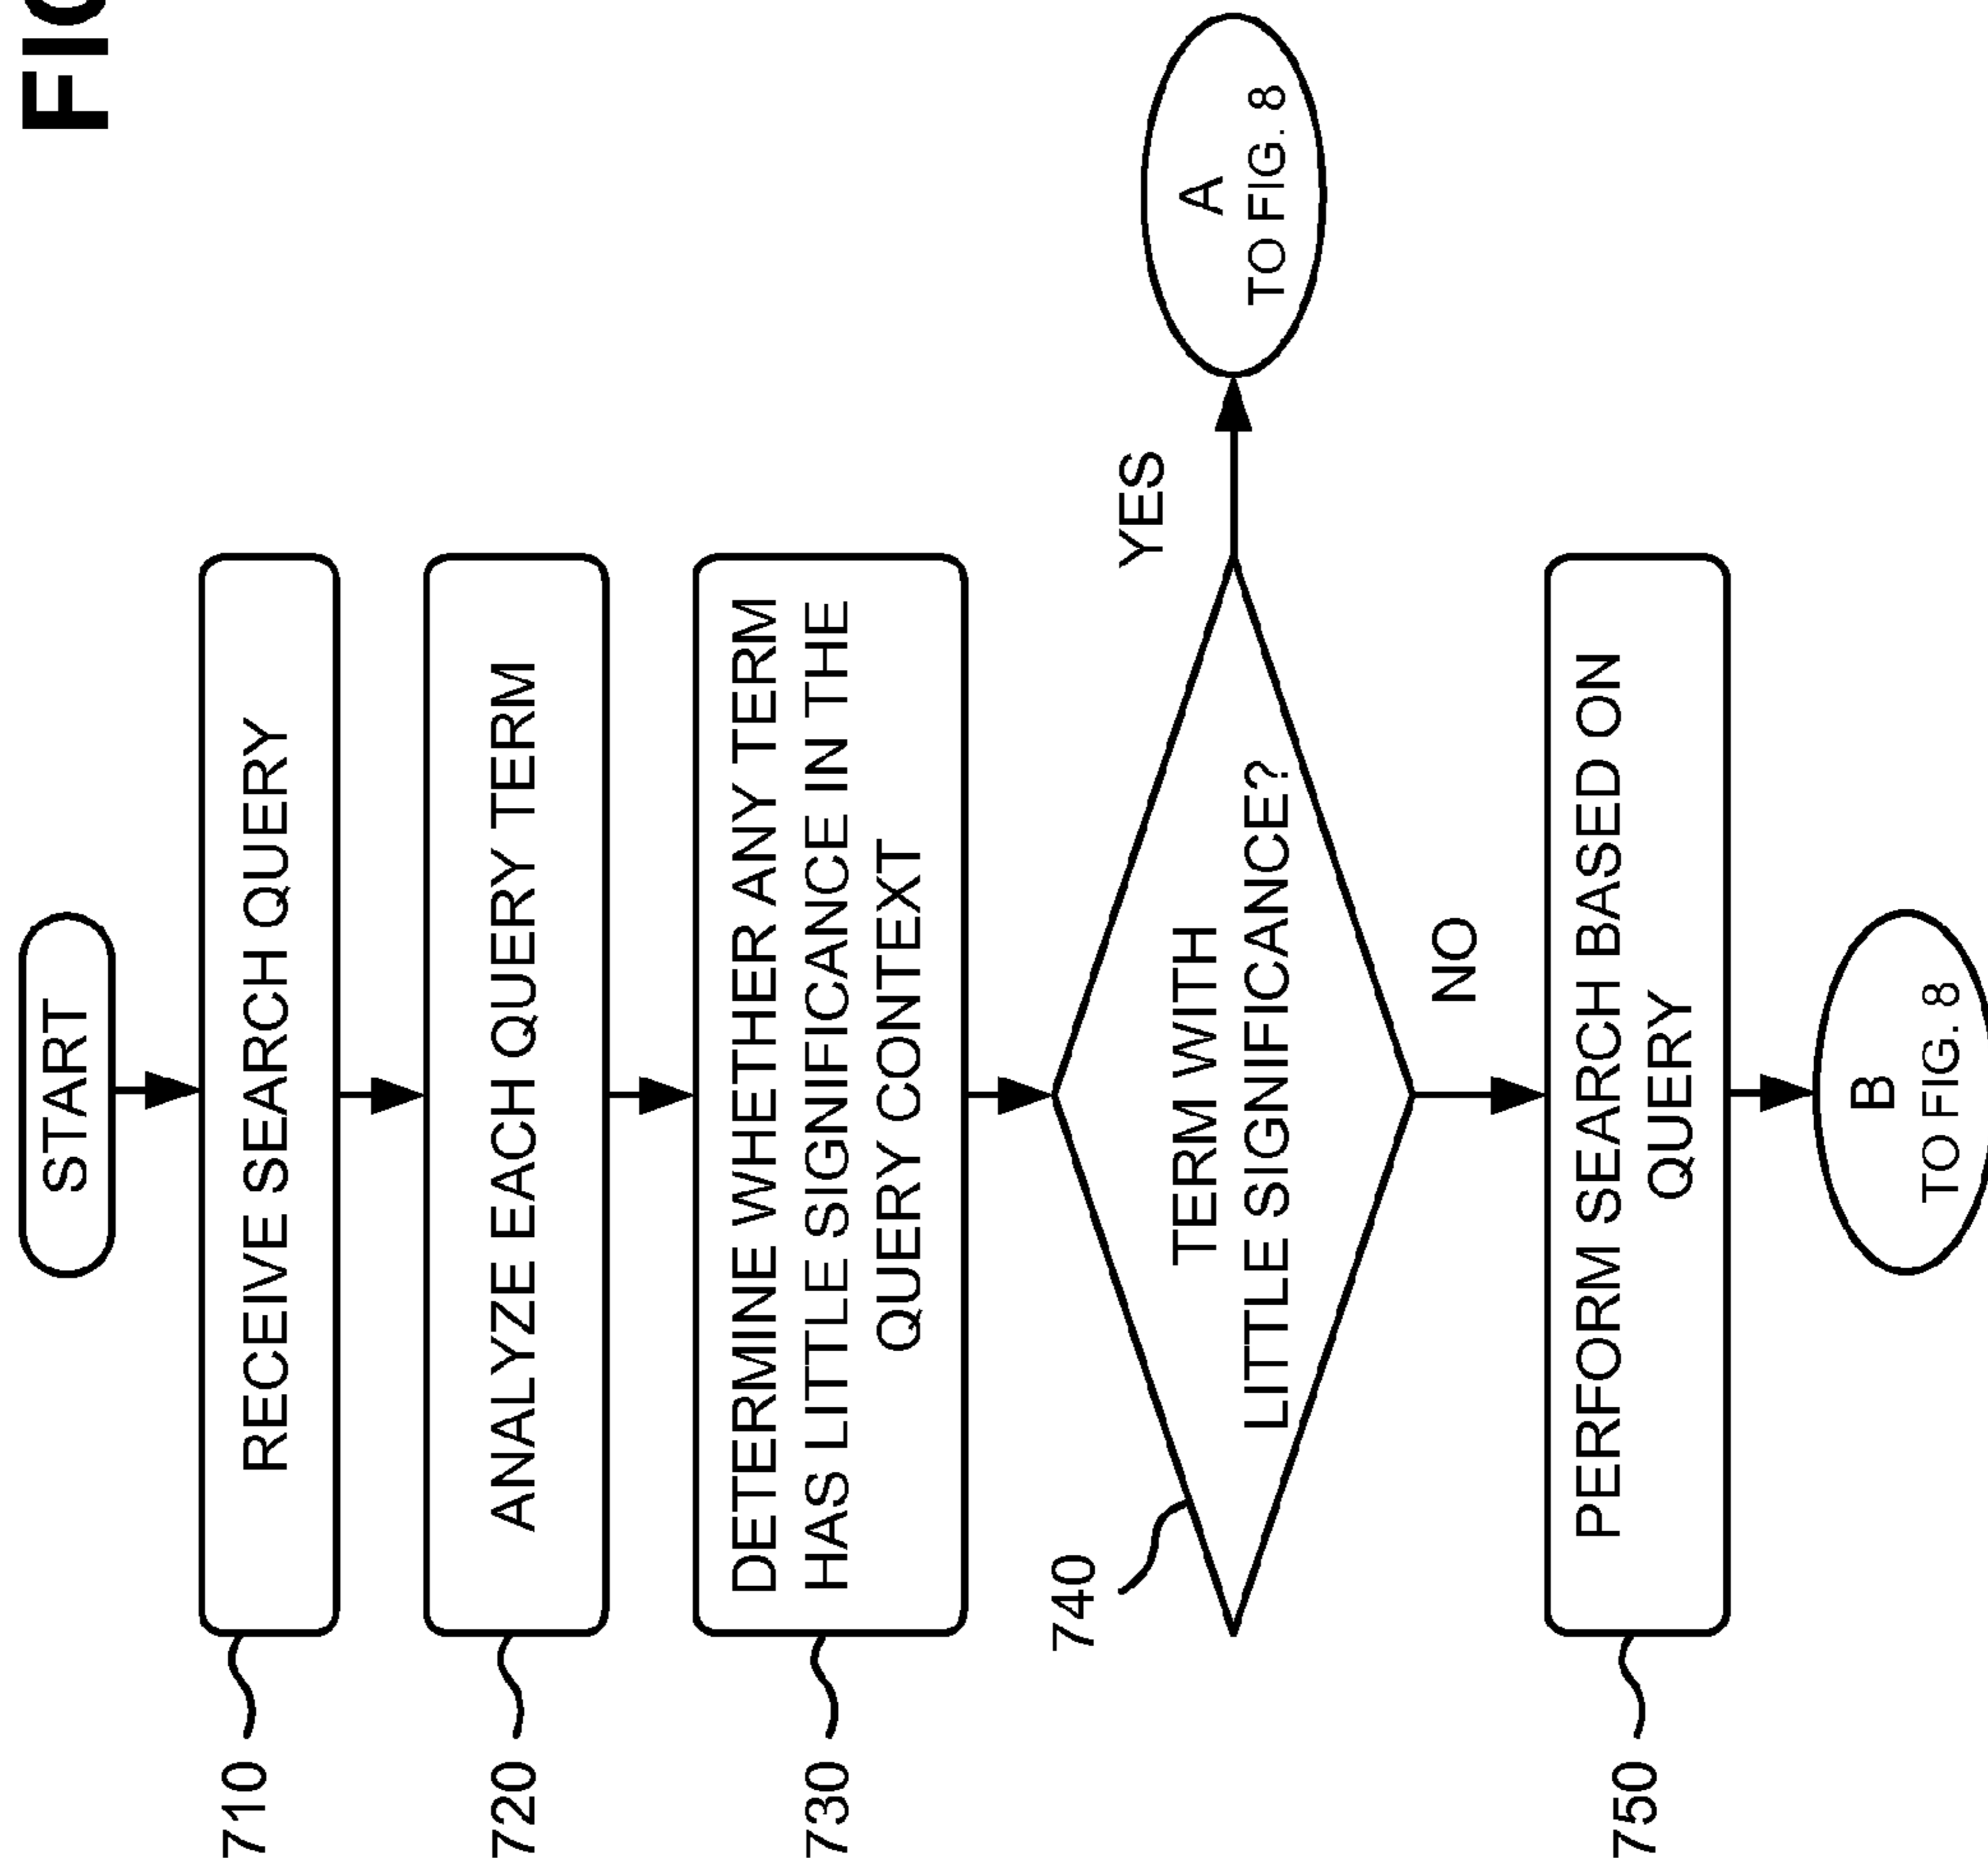 START
710
RECEIVE SEARCH QUERY
720
ANALYZE EACH QUERY TERM
730
DETERMINE WHETHER ANY TERM
HAS LITTLE SIGNIFICANCE IN THE
QUERY CONTEXT
740
TERM WITH
LITTLE SIGNIFICANCE?
YES
A
TO FIG. 8
NO
750
PERFORM SEARCH BASED ON
QUERY
B
TO FIG. 8